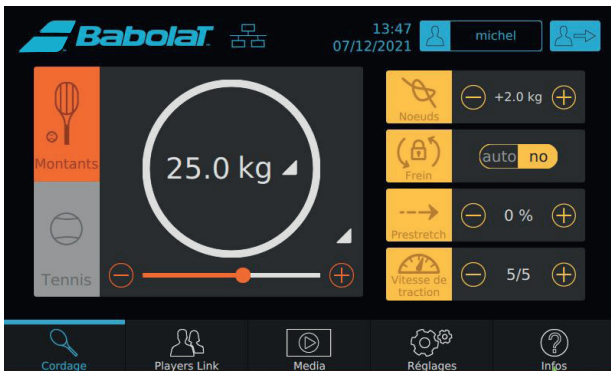 Babolat
13:47
07/12/2021
michel
Montants
25.0 kg
Tennis
Noeuds
+2.0 kg
Frein
auto no
Prestretch
0 %
Vitesse de
traction
5/5
Cordage
Players Link
Media
Réglages
Infos